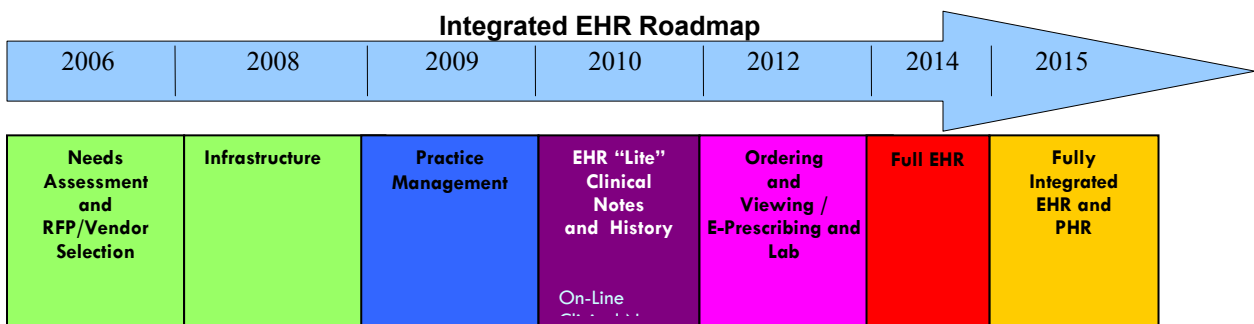 Integrated EHR Roadmap
2006 2008 2009 2010 2012 2014 2015
Needs
Assessment
and
RFP/Vendor
Selection
Infrastructure
Practice
Management
EHR “Lite”
Clinical
Notes
and History
On-Line
Ordering
and
Viewing /
E-Prescribing and
Lab
Full EHR
Fully
Integrated
EHR and
PHR